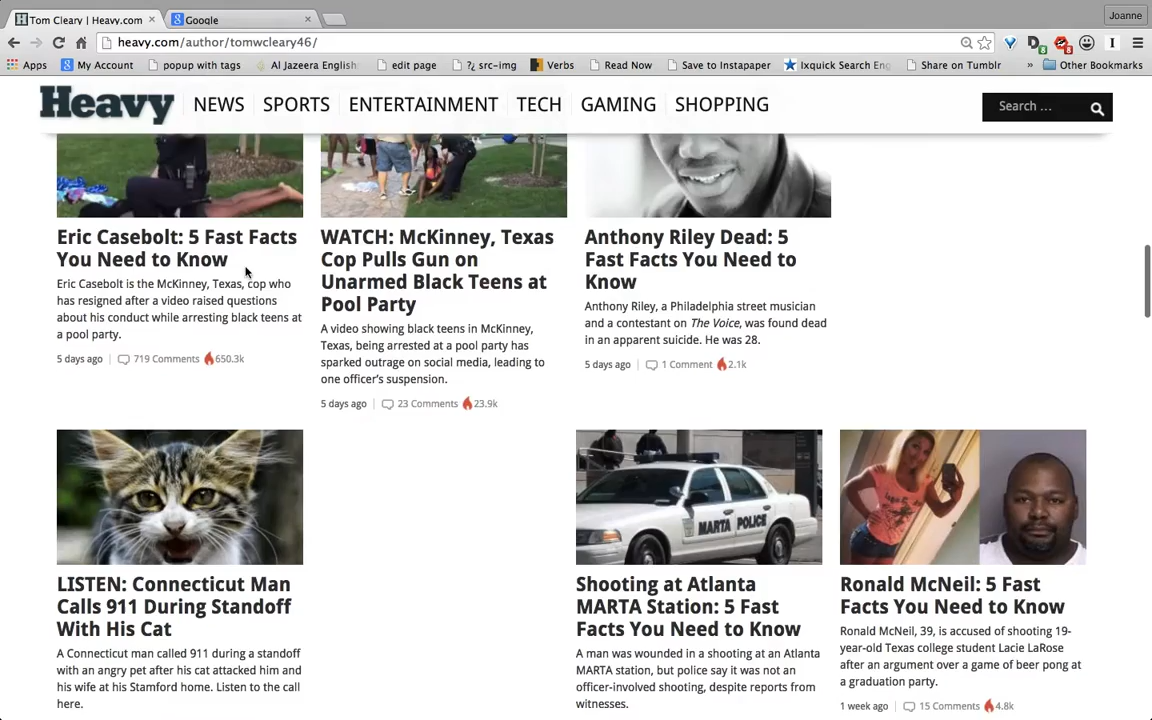 Tom Cleary | Heavy.com
Google
Joanne
heavy.com/author/tomwcleary46/
8
8
Apps
My Account
popup with tags
Al Jazeera English:
edit page
?¿ src-img
Verbs
Read Now
Save to Instapaper
Ixquick Search Eng
Share on Tumblr
»
Other Bookmarks
Heavy
NEWS SPORTS ENTERTAINMENT TECH GAMING SHOPPING
Search ...
Eric Casebolt: 5 Fast Facts
You Need to Know
Eric Casebolt is the McKinney, Texas, cop who
has resigned after a video raised questions
about his conduct while arresting black teens at
a pool party.
5 days ago | 719 Comments 650.3k
WATCH: McKinney, Texas
Cop Pulls Gun on
Unarmed Black Teens at
Pool Party
A video showing black teens in McKinney,
Texas, being arrested at a pool party has
sparked outrage on social media, leading to
one officer's suspension.
5 days ago | 23 Comments 23.9k
Anthony Riley Dead: 5
Fast Facts You Need to
Know
Anthony Riley, a Philadelphia street musician
and a contestant on The Voice, was found dead
in an apparent suicide. He was 28.
5 days ago | 1 Comment 2.1k
LISTEN: Connecticut Man
Calls 911 During Standoff
With His Cat
A Connecticut man called 911 during a standoff
with an angry pet after his cat attacked him and
his wife at his Stamford home. Listen to the call
here.
MARTA POLICE
Shooting at Atlanta
MARTA Station: 5 Fast
Facts You Need to Know
A man was wounded in a shooting at an Atlanta
MARTA station, but police say it was not an
officer-involved shooting, despite reports from
witnesses.
Ronald McNeil: 5 Fast
Facts You Need to Know
Ronald McNeil, 39, is accused of shooting 19-
year-old Texas college student Lacie LaRose
after an argument over a game of beer pong at
a graduation party.
1 week ago | 15 Comments 4.8k